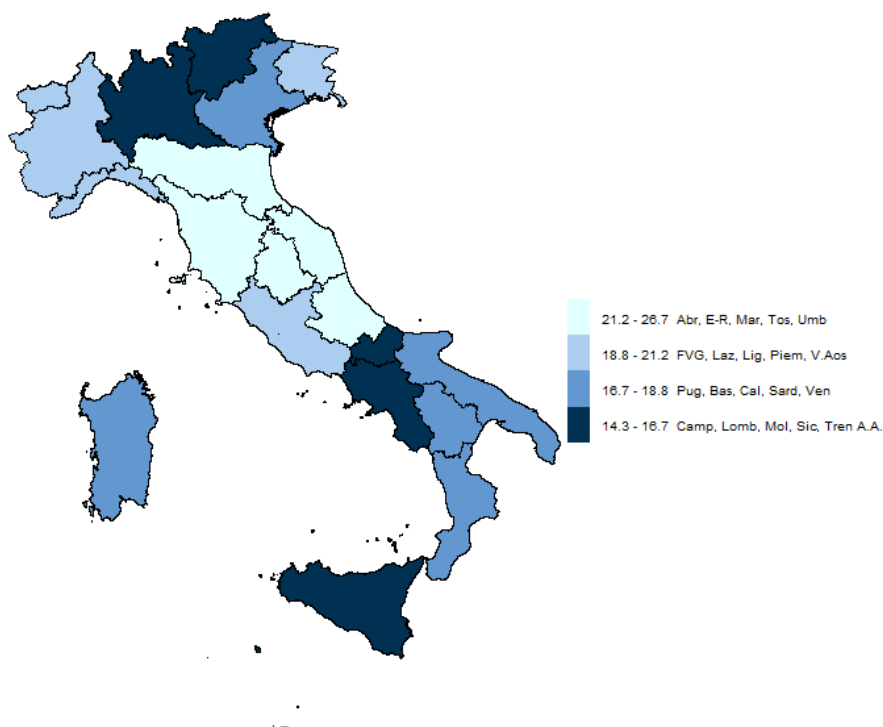 21.2 - 26.7 Abr, E-R, Mar, Tos, Umb
18.8 - 21.2 FVG, Laz, Lig, Piem, V.Aos
16.7 - 18.8 Pug, Bas, Cal, Sard, Ven
14.3 - 16.7 Camp, Lomb, Mol, Sic, Tren A.A.